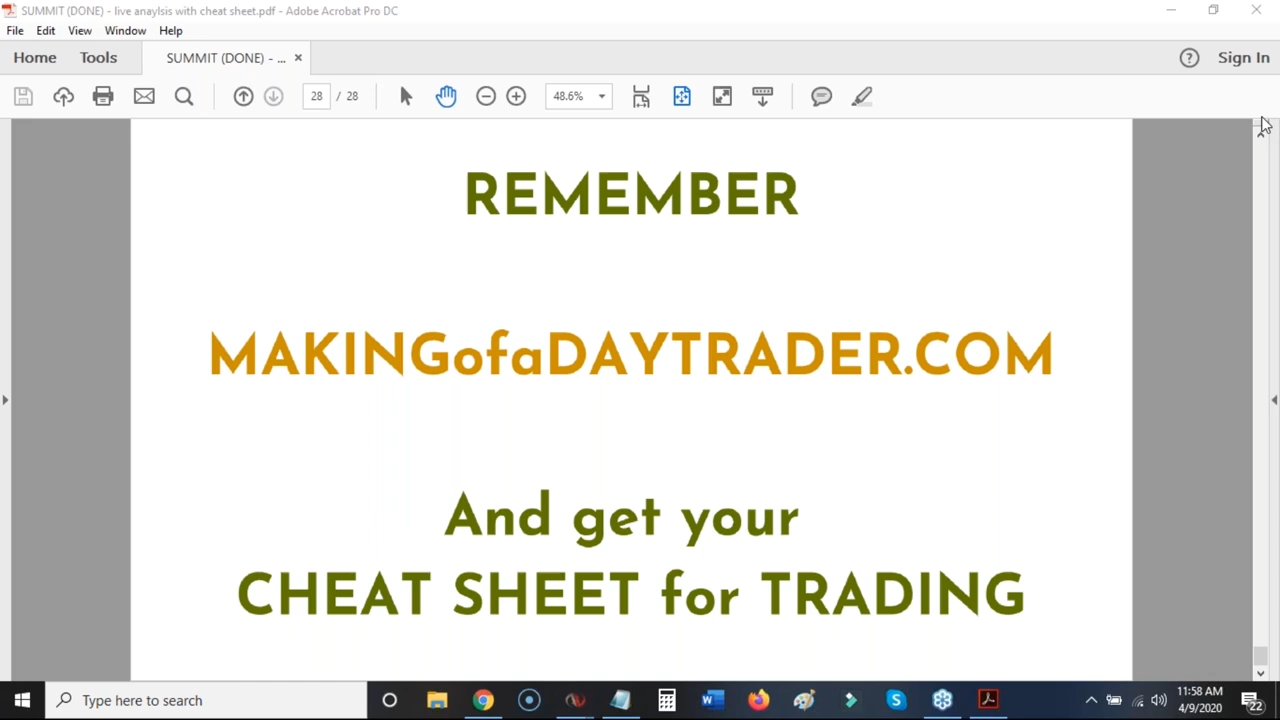 SUMMIT (DONE) - live anaylsis with cheat sheet.pdf - Adobe Acrobat Pro DC
File Edit View Window Help
Home Tools SUMMIT (DONE) - ... × Sign In
28 / 28 48.6%
REMEMBER
MAKINGofaDAYTRADER.COM
And get your
CHEAT SHEET for TRADING
Type here to search
11:58 AM
4/9/2020
22